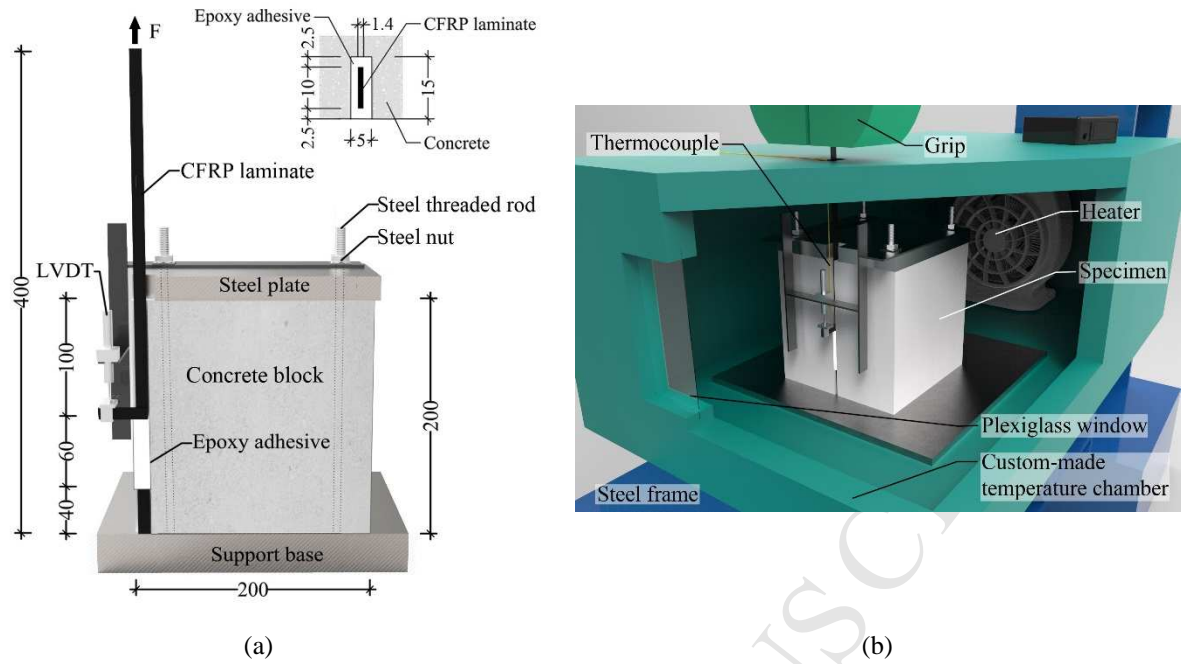 F
Epoxy adhesive
1.4
CFRP laminate
2.5
10
2.5
15
5
Concrete
CFRP laminate
Steel threaded rod
Steel nut
LVDT
Steel plate
400
100
Concrete block
200
60
Epoxy adhesive
40
Support base
200
(a)
Thermocouple
Grip
Heater
Specimen
Plexiglass window
Custom-made
temperature chamber
Steel frame
(b)